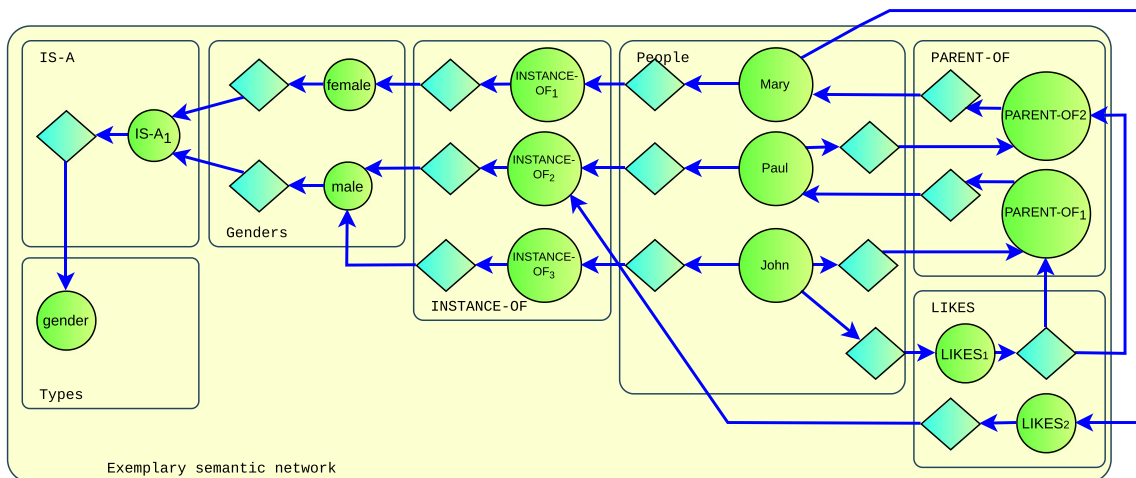 IS-A
People
PARENT-OF
female
INSTANCE-
OF1
Mary
PARENT-OF2
IS-A1
male
INSTANCE-
OF2
Paul
PARENT-OF1
Genders
INSTANCE-
OF3
John
INSTANCE-OF
LIKES
gender
LIKES1
Types
LIKES2
Exemplary semantic network